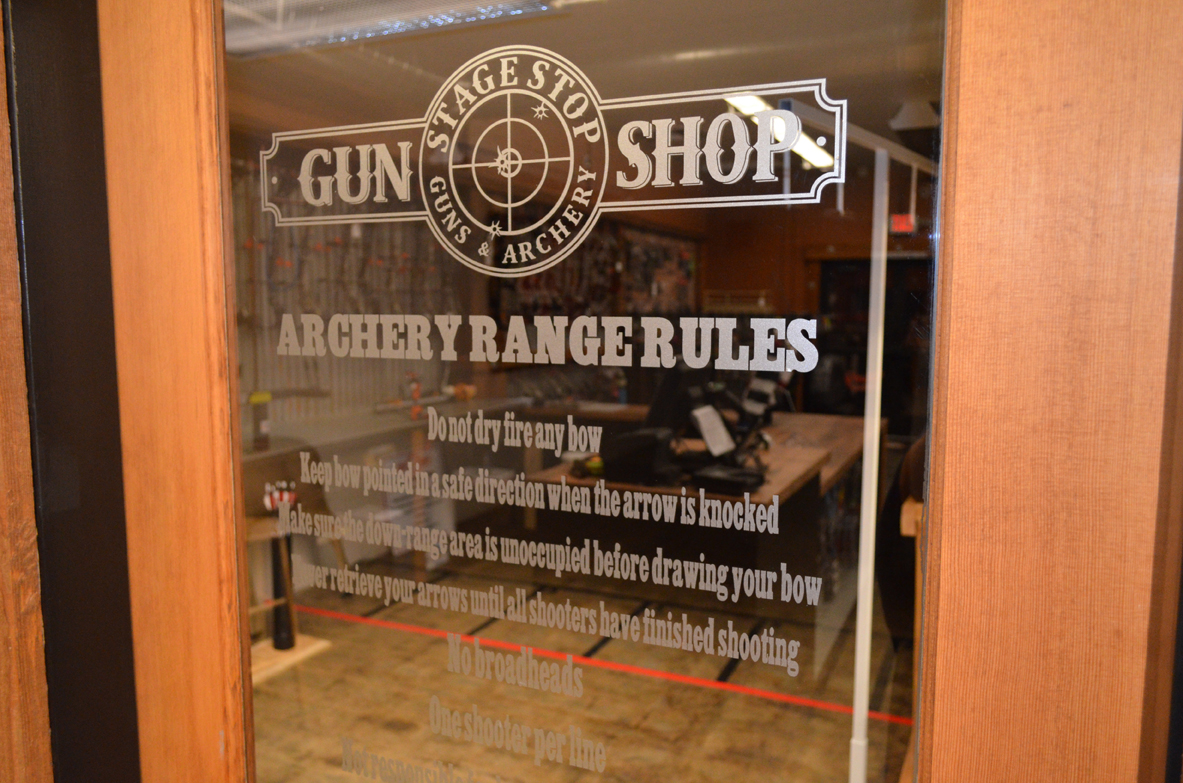 GUN
STAGE STOP
GUNS & ARCHERY
SHOP
ARCHERY RANGE RULES
Do not dry fire any bow
Keep bow pointed in a safe direction when the arrow is knocked
Make sure the down-range area is unoccupied before drawing your bow
retrieve your arrows until all shooters have finished shooting
No broadheads
One shooter per line
Not responsible